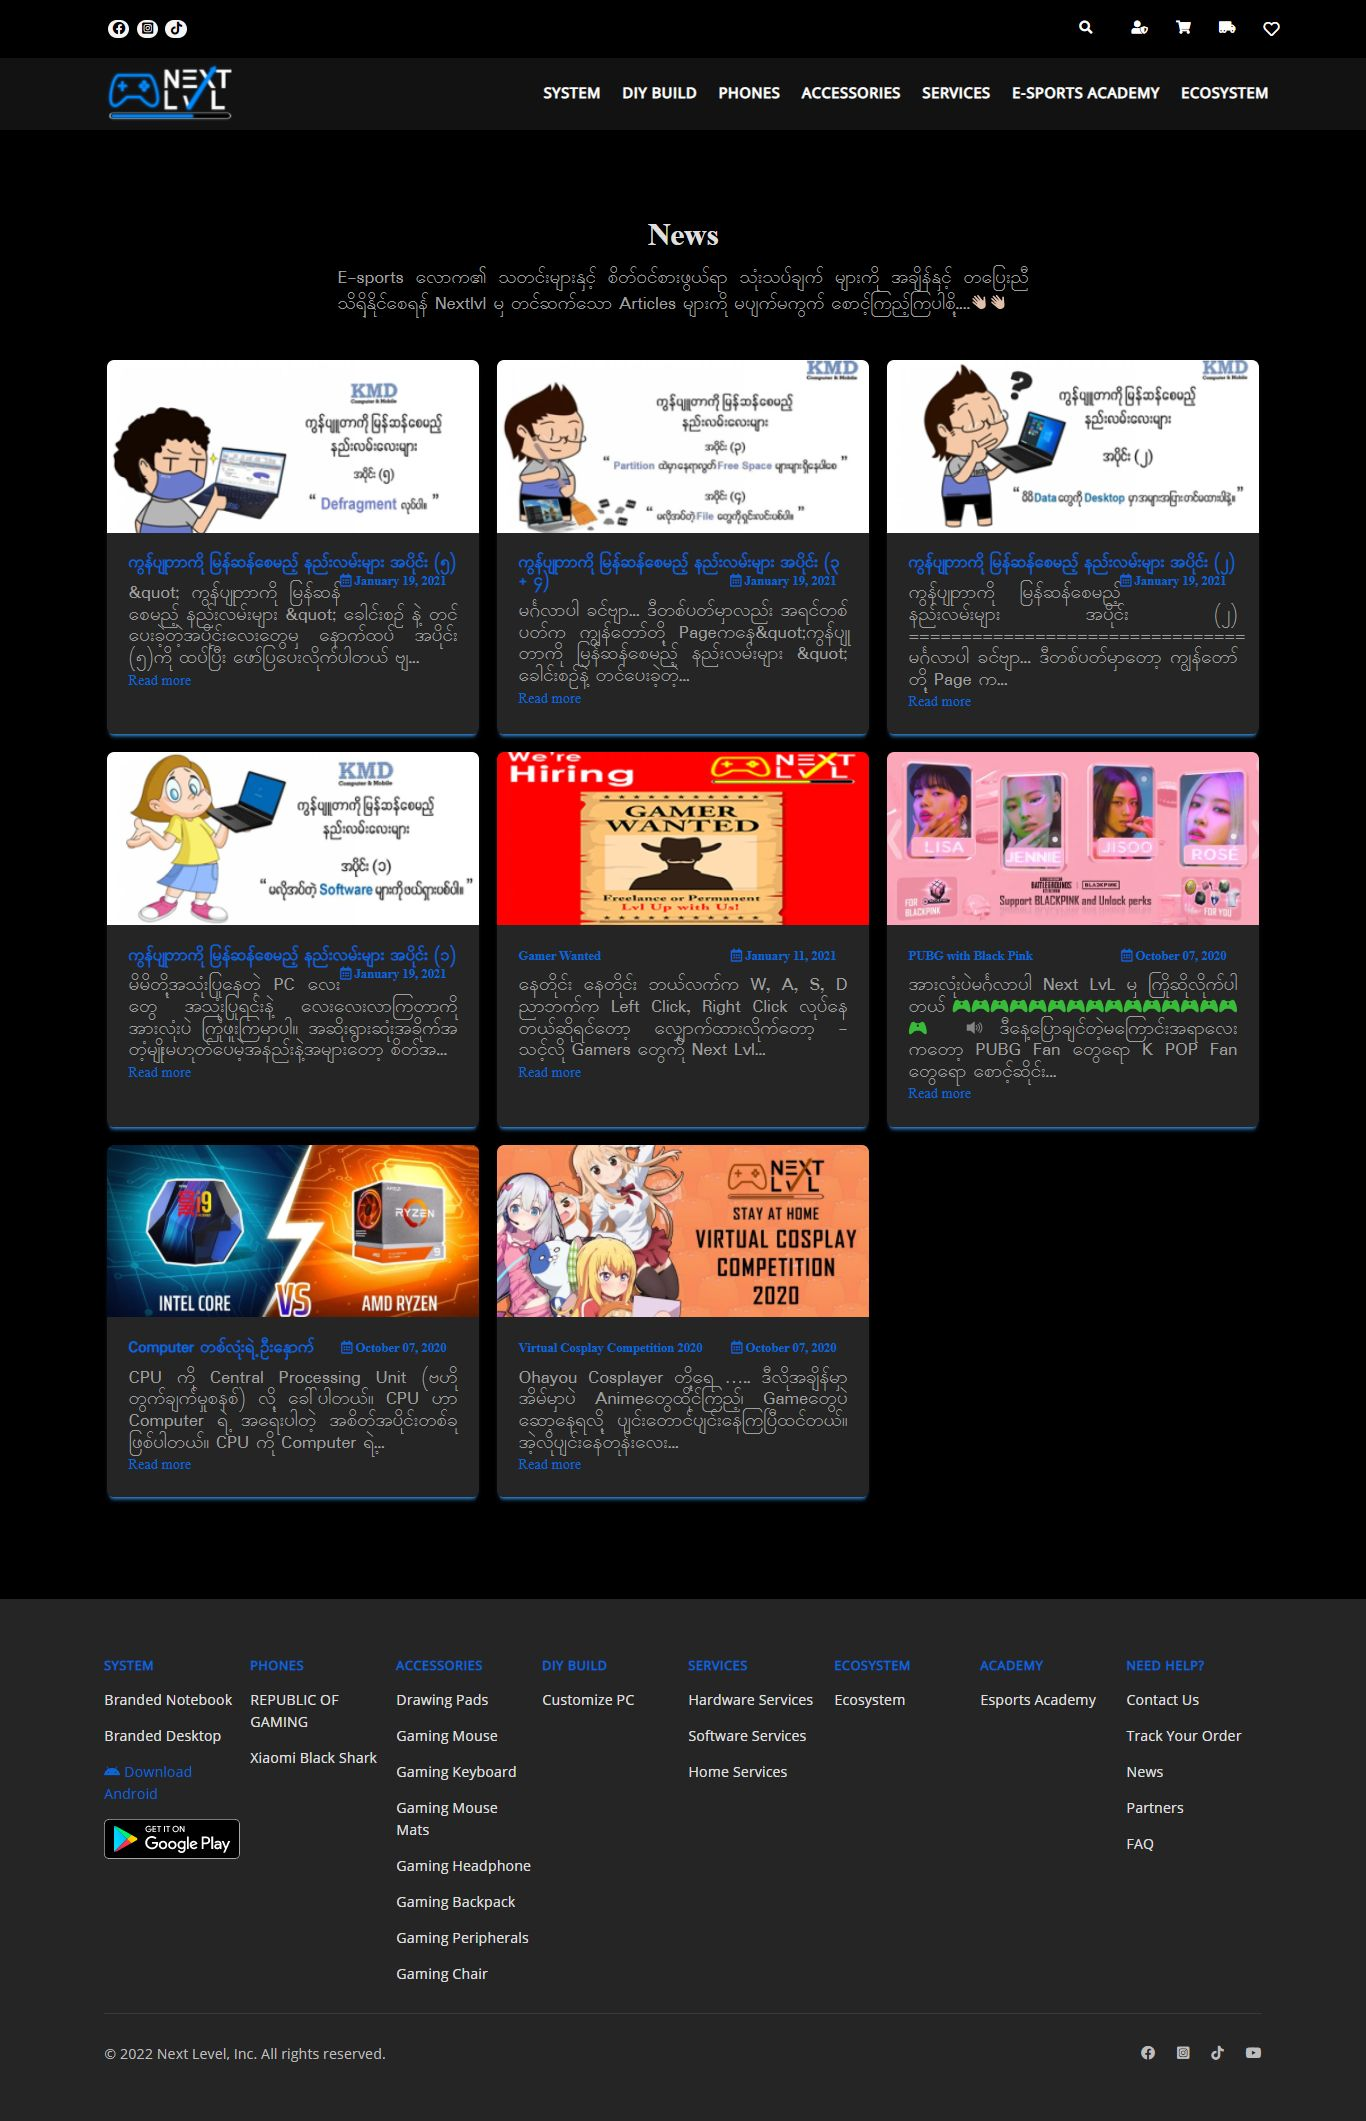 NEXT LVL
SYSTEM DIY BUILD PHONES ACCESSORIES SERVICES E-SPORTS ACADEMY ECOSYSTEM
News
E-sports လောက၏ သတင်းများနှင့် စိတ်ဝင်စားဖွယ်ရာ သုံးသပ်ချက် များကို အချိန်နှင့် တပြေးညီ
သိရှိနိုင်စေရန် Nextlvl မှ တင်ဆက်သော Articles များကို မပျက်မကွက် စောင့်ကြည့်ကြပါစို့....👋👋
KMD
Computer & Mobile
ကွန်ပျူတာကို မြန်ဆန်စေမည့်
နည်းလမ်းလေးများ
အပိုင်း (၅)
“ Defragment လုပ်ပါ။ ”
ကွန်ပျူတာကို မြန်ဆန်စေမည့် နည်းလမ်းများ အပိုင်း (၅)
January 19, 2021
&quot; ကွန်ပျူတာကို မြန်ဆန်
စေမည့် နည်းလမ်းများ &quot; ခေါင်းစဉ် နဲ့ တင်
ပေးခဲ့တဲ့အပိုင်းလေးတွေမှ နောက်ထပ် အပိုင်း
(၅)ကို ထပ်ပြီး ဖော်ပြပေးလိုက်ပါတယ် ဗျ...
Read more
KMD
Computer & Mobile
ကွန်ပျူတာကို မြန်ဆန်စေမည့်
နည်းလမ်းလေးများ
အပိုင်း (၃)
“ Partition ထဲမှာနေရာလွတ် Free Space များများရှိနေပါစေ ”
အပိုင်း (၄)
“ မလိုအပ်တဲ့ File တွေကိုရှင်းလင်းပစ်ပါ။ ”
ကွန်ပျူတာကို မြန်ဆန်စေမည့် နည်းလမ်းများ အပိုင်း (၃
+ ၄)
January 19, 2021
မင်္ဂလာပါ ခင်ဗျာ... ဒီတစ်ပတ်မှာလည်း အရင်တစ်
ပတ်က ကျွန်တော်တို့ Pageကနေ&quot;ကွန်ပျူ
တာကို မြန်ဆန်စေမည့် နည်းလမ်းများ &quot;
ခေါင်းစဉ်နဲ့ တင်ပေးခဲ့တဲ့...
Read more
KMD
Computer & Mobile
ကွန်ပျူတာကို မြန်ဆန်စေမည့်
နည်းလမ်းလေးများ
အပိုင်း (၂)
“ မိမိ Data တွေကို Desktop မှာအများအပြားတင်မထားပါနဲ့။ ”
ကွန်ပျူတာကို မြန်ဆန်စေမည့် နည်းလမ်းများ အပိုင်း (၂)
January 19, 2021
ကွန်ပျူတာကို မြန်ဆန်စေမည့်
နည်းလမ်းများ အပိုင်း (၂)
================================
မင်္ဂလာပါ ခင်ဗျာ... ဒီတစ်ပတ်မှာတော့ ကျွန်တော်
တို့ Page က...
Read more
KMD
Computer & Mobile
ကွန်ပျူတာကို မြန်ဆန်စေမည့်
နည်းလမ်းလေးများ
အပိုင်း (၁)
“ မလိုအပ်တဲ့ Software များကိုဖယ်ရှားပစ်ပါ။ ”
ကွန်ပျူတာကို မြန်ဆန်စေမည့် နည်းလမ်းများ အပိုင်း (၁)
January 19, 2021
မိမိတို့အသုံးပြုနေတဲ့ PC လေး
တွေ အသုံးပြုရင်းနဲ့ လေးလေးလာကြတာကို
အားလုံးပဲ ကြုံဖူးကြမှာပါ။ အဆိုးရွားဆုံးအခိုက်အ
တံ့မျိုးမဟုတ်ပေမဲ့အနည်းနဲ့အများတော့ စိတ်အ...
Read more
We're
Hiring
NEXT LVL
GAMER
WANTED
Freelance or Permanent
Lvl Up with Us!
Gamer Wanted
January 11, 2021
နေ့တိုင်း နေ့တိုင်း ဘယ်လက်က W, A, S, D
ညာဘက်က Left Click, Right Click လုပ်နေ
တယ်ဆိုရင်တော့ လျှောက်ထားလိုက်တော့ -
သင့်လို Gamers တွေကို Next Lvl...
Read more
LISA
JENNIE
JISOO
ROSÉ
FOR
BLACKPINK
BATTLEGROUNDS
BLACKPINK
Support BLACKPINK and Unlock perks
FOR YOU
PUBG with Black Pink
October 07, 2020
အားလုံးပဲမင်္ဂလာပါ Next LvL မှ ကြိုဆိုလိုက်ပါ
တယ် 🎮🎮🎮🎮🎮🎮🎮🎮🎮🎮🎮🎮🎮🎮🎮
🎮 🔊 ဒီနေ့ပြောချင်တဲ့မကြောင်းအရာလေး
ကတော့ PUBG Fan တွေရော K POP Fan
တွေရော စောင့်ဆိုင်း...
Read more
i9
INTEL CORE
VS
RYZEN
9
AMD RYZEN
Computer တစ်လုံးရဲ့ဦးနှောက်
October 07, 2020
CPU ကို Central Processing Unit (ဗဟို
တွက်ချက်မှုစနစ်) လို့ ခေါ်ပါတယ်။ CPU ဟာ
Computer ရဲ့ အရေးပါတဲ့ အစိတ်အပိုင်းတစ်ခု
ဖြစ်ပါတယ်။ CPU ကို Computer ရဲ့...
Read more
NEXT LVL
STAY AT HOME
VIRTUAL COSPLAY
COMPETITION
2020
Virtual Cosplay Competition 2020
October 07, 2020
Ohayou Cosplayer တို့ရေ ..... ဒီလိုအချိန်မှာ
အိမ်မှာပဲ Animeတွေထိုင်ကြည့်၊ Gameတွေပဲ
ဆော့နေရလို့ ပျင်းတောင်ပျင်းနေကြပြီထင်တယ်။
အဲ့လိုပျင်းနေတုန်းလေး...
Read more
SYSTEM
Branded Notebook
Branded Desktop
Download
Android
GET IT ON
Google Play
PHONES
REPUBLIC OF
GAMING
Xiaomi Black Shark
ACCESSORIES
Drawing Pads
Gaming Mouse
Gaming Keyboard
Gaming Mouse
Mats
Gaming Headphone
Gaming Backpack
Gaming Peripherals
Gaming Chair
DIY BUILD
Customize PC
SERVICES
Hardware Services
Software Services
Home Services
ECOSYSTEM
Ecosystem
ACADEMY
Esports Academy
NEED HELP?
Contact Us
Track Your Order
News
Partners
FAQ
© 2022 Next Level, Inc. All rights reserved.